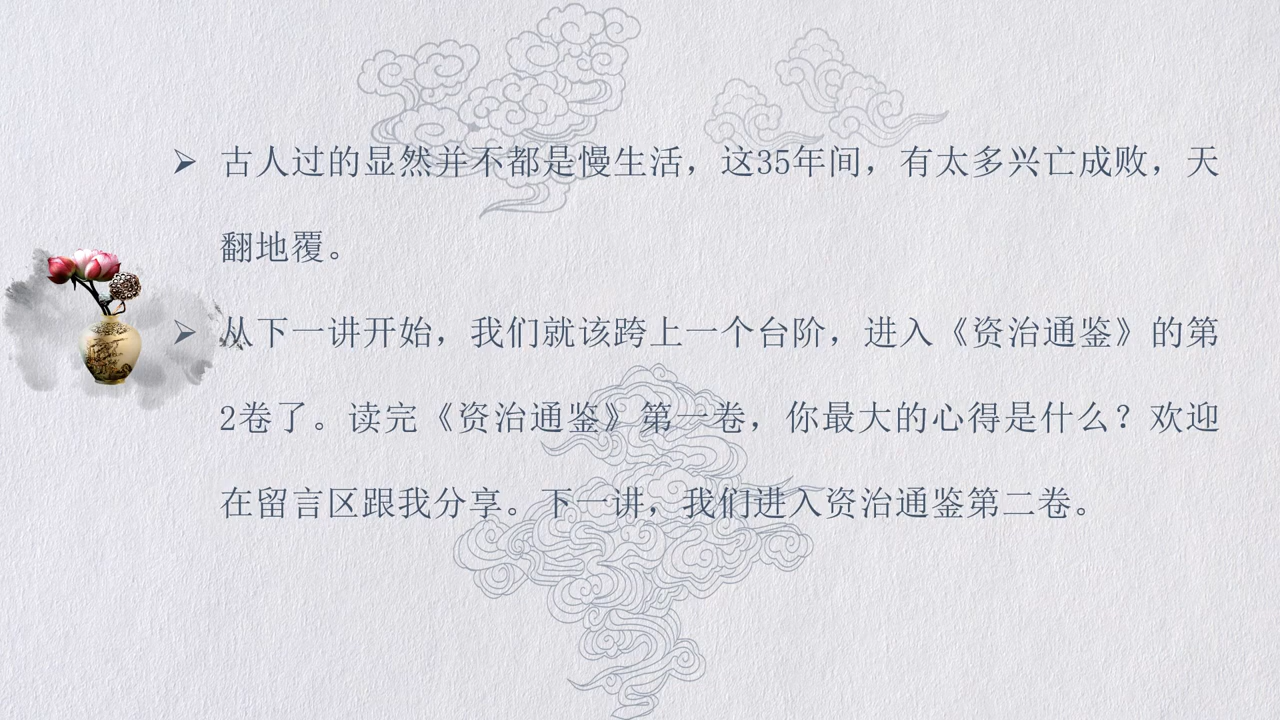 ➢ 古人过的显然并不都是慢生活，这35年间，有太多兴亡成败，天
翻地覆。
➢ 从下一讲开始，我们就该跨上一个台阶，进入《资治通鉴》的第
2卷了。读完《资治通鉴》第一卷，你最大的心得是什么？欢迎
在留言区跟我分享。下一讲，我们进入资治通鉴第二卷。